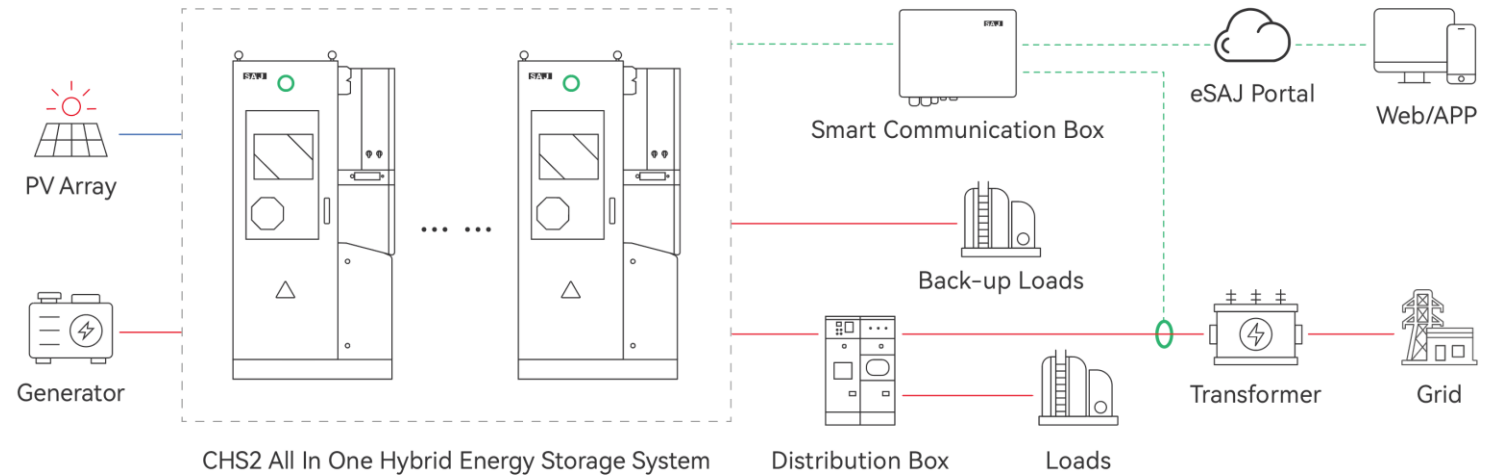 SAJ
SAJ
SAJ
eSAJ Portal
Web/APP
Smart Communication Box
PV Array
Back-up Loads
Generator
Transformer
Grid
CHS2 All In One Hybrid Energy Storage System
Distribution Box
Loads